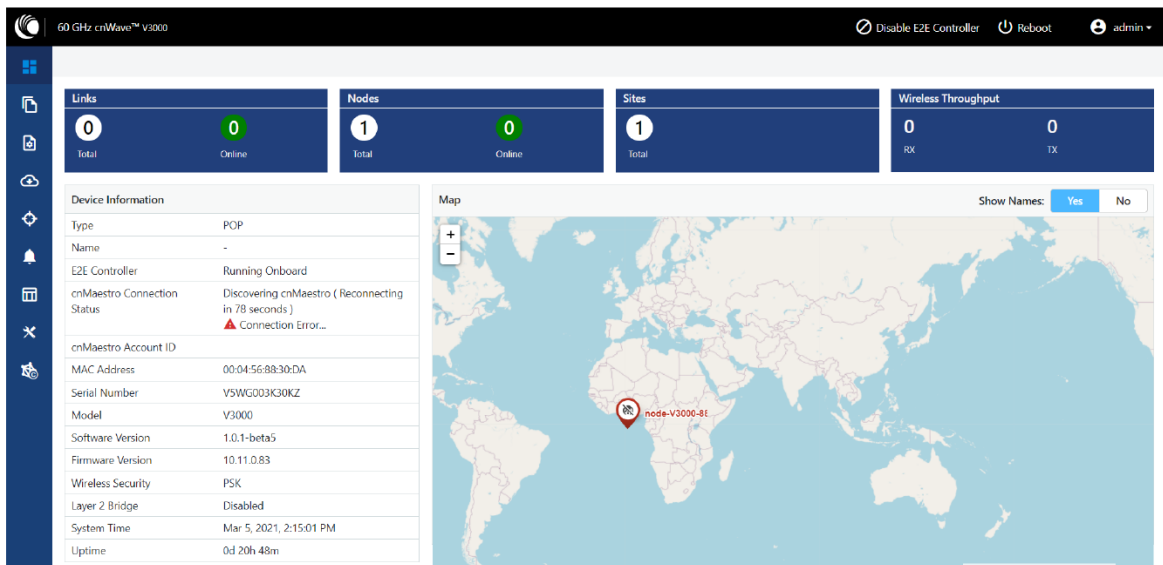 60 GHz cnWave™ V3000
Disable E2E Controller
Reboot
admin
Links
0
0
Total
Online
Nodes
1
0
Total
Online
Sites
1
Total
Wireless Throughput
0
0
RX
TX
Device Information
Type POP
Name -
E2E Controller Running Onboard
cnMaestro Connection Discovering cnMaestro ( Reconnecting
Status in 78 seconds )
Connection Error...
cnMaestro Account ID
MAC Address 00:04:56:88:30:DA
Serial Number V5WG003K30KZ
Model V3000
Software Version 1.0.1-beta5
Firmware Version 10.11.0.83
Wireless Security PSK
Layer 2 Bridge Disabled
System Time Mar 5, 2021, 2:15:01 PM
Uptime 0d 20h 48m
Map
Show Names: Yes No
+
−
node-V3000-88